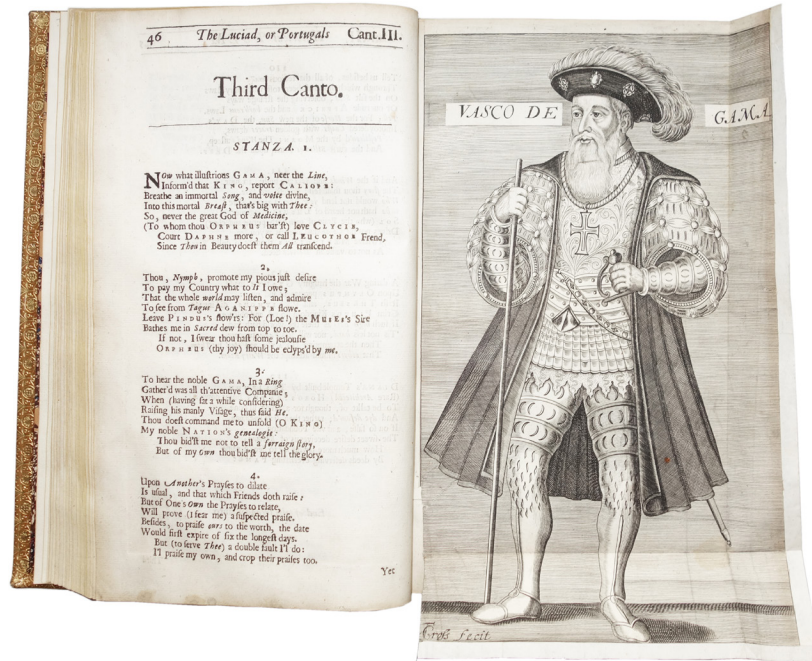 46 The Luciad, or Portugals Cant.III.
Third Canto.
STANZA. 1.
Now what illustrious GAMA, neer the Line,
Inform'd that KING, report CALIOPE:
Breathe an immortal Song, and voice divine,
Into this mortal Breast, that's big with Thee:
So, never the great God of Medicine,
(To whom thou ORPHEUS bar'st) love CLYCIE,
Court DAPHNE more, or call LEUCOTHOE Frend,
Since Thou in Beauty doest them All transcend.
2.
Thou, Nymph, promote my pious just desire
To pay my Country what to It I owe;
That the whole world may listen, and admire
To see from Tagus AGANIPPE flowe.
Leave PINDUS's flow'rs: For (Loe!) the MUSES's Sire
Bathes me in Sacred dew from top to toe.
If not, I swear thou hast some jealousie
ORPHEUS (thy joy) should be eclyps'd by me.
3.
To hear the noble GAMA, In a Ring
Gather'd was all th'attentive Companie;
When (having sit a while considering)
Raising his manly Visage, thus said He.
Thou doest command me to unfold (O KING)
My noble NATION's genealogie:
Thou bid'st me not to tell a forraign story,
But of my own thou bid'st me tell the glory.
4.
Upon Another's Prayses to dilate
Is usual, and that which Friends doth raise:
But of One's Own the Prayses to relate,
Will prove (I fear me) a suspected praise.
Besides, to praise ours to the worth, the date
Would first expire of six the longest days.
But (to serve Thee) a double fault I'l do:
I'l praise my own, and crop their praises too.
Yet
VASCO DE GAMA
Cross fecit